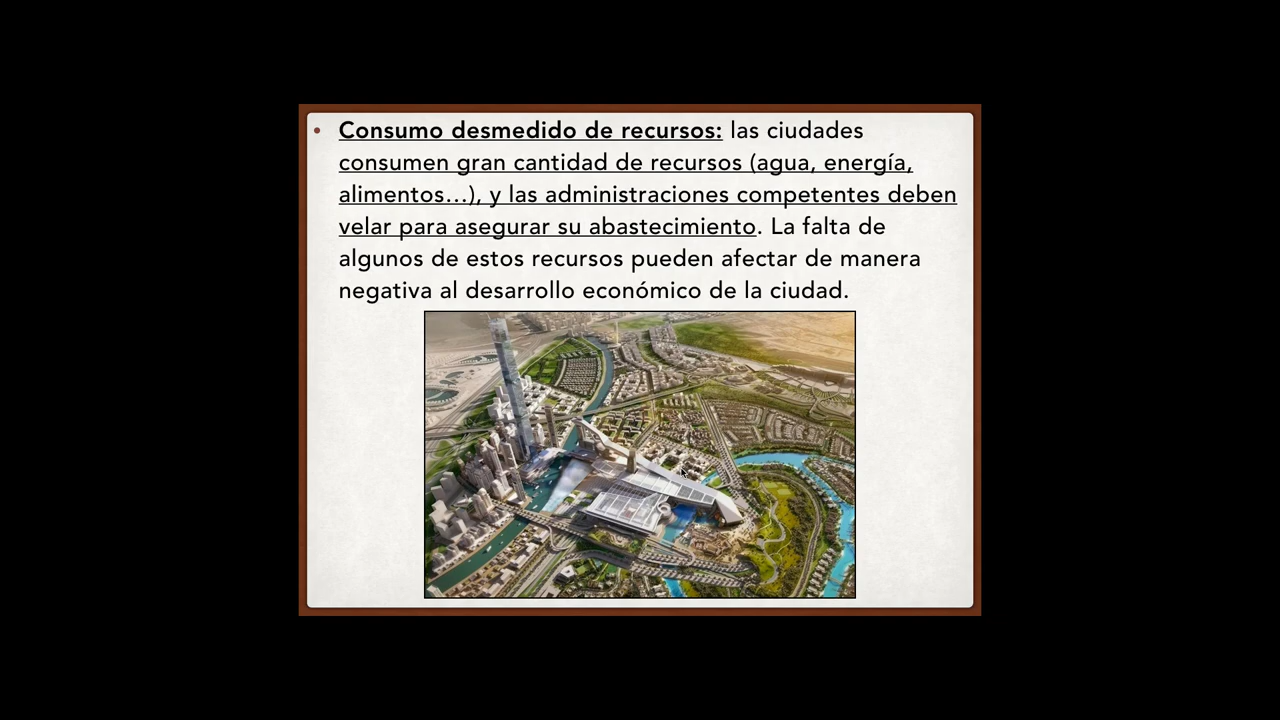 • Consumo desmedido de recursos: las ciudades
consumen gran cantidad de recursos (agua, energía,
alimentos…), y las administraciones competentes deben
velar para asegurar su abastecimiento. La falta de
algunos de estos recursos pueden afectar de manera
negativa al desarrollo económico de la ciudad.